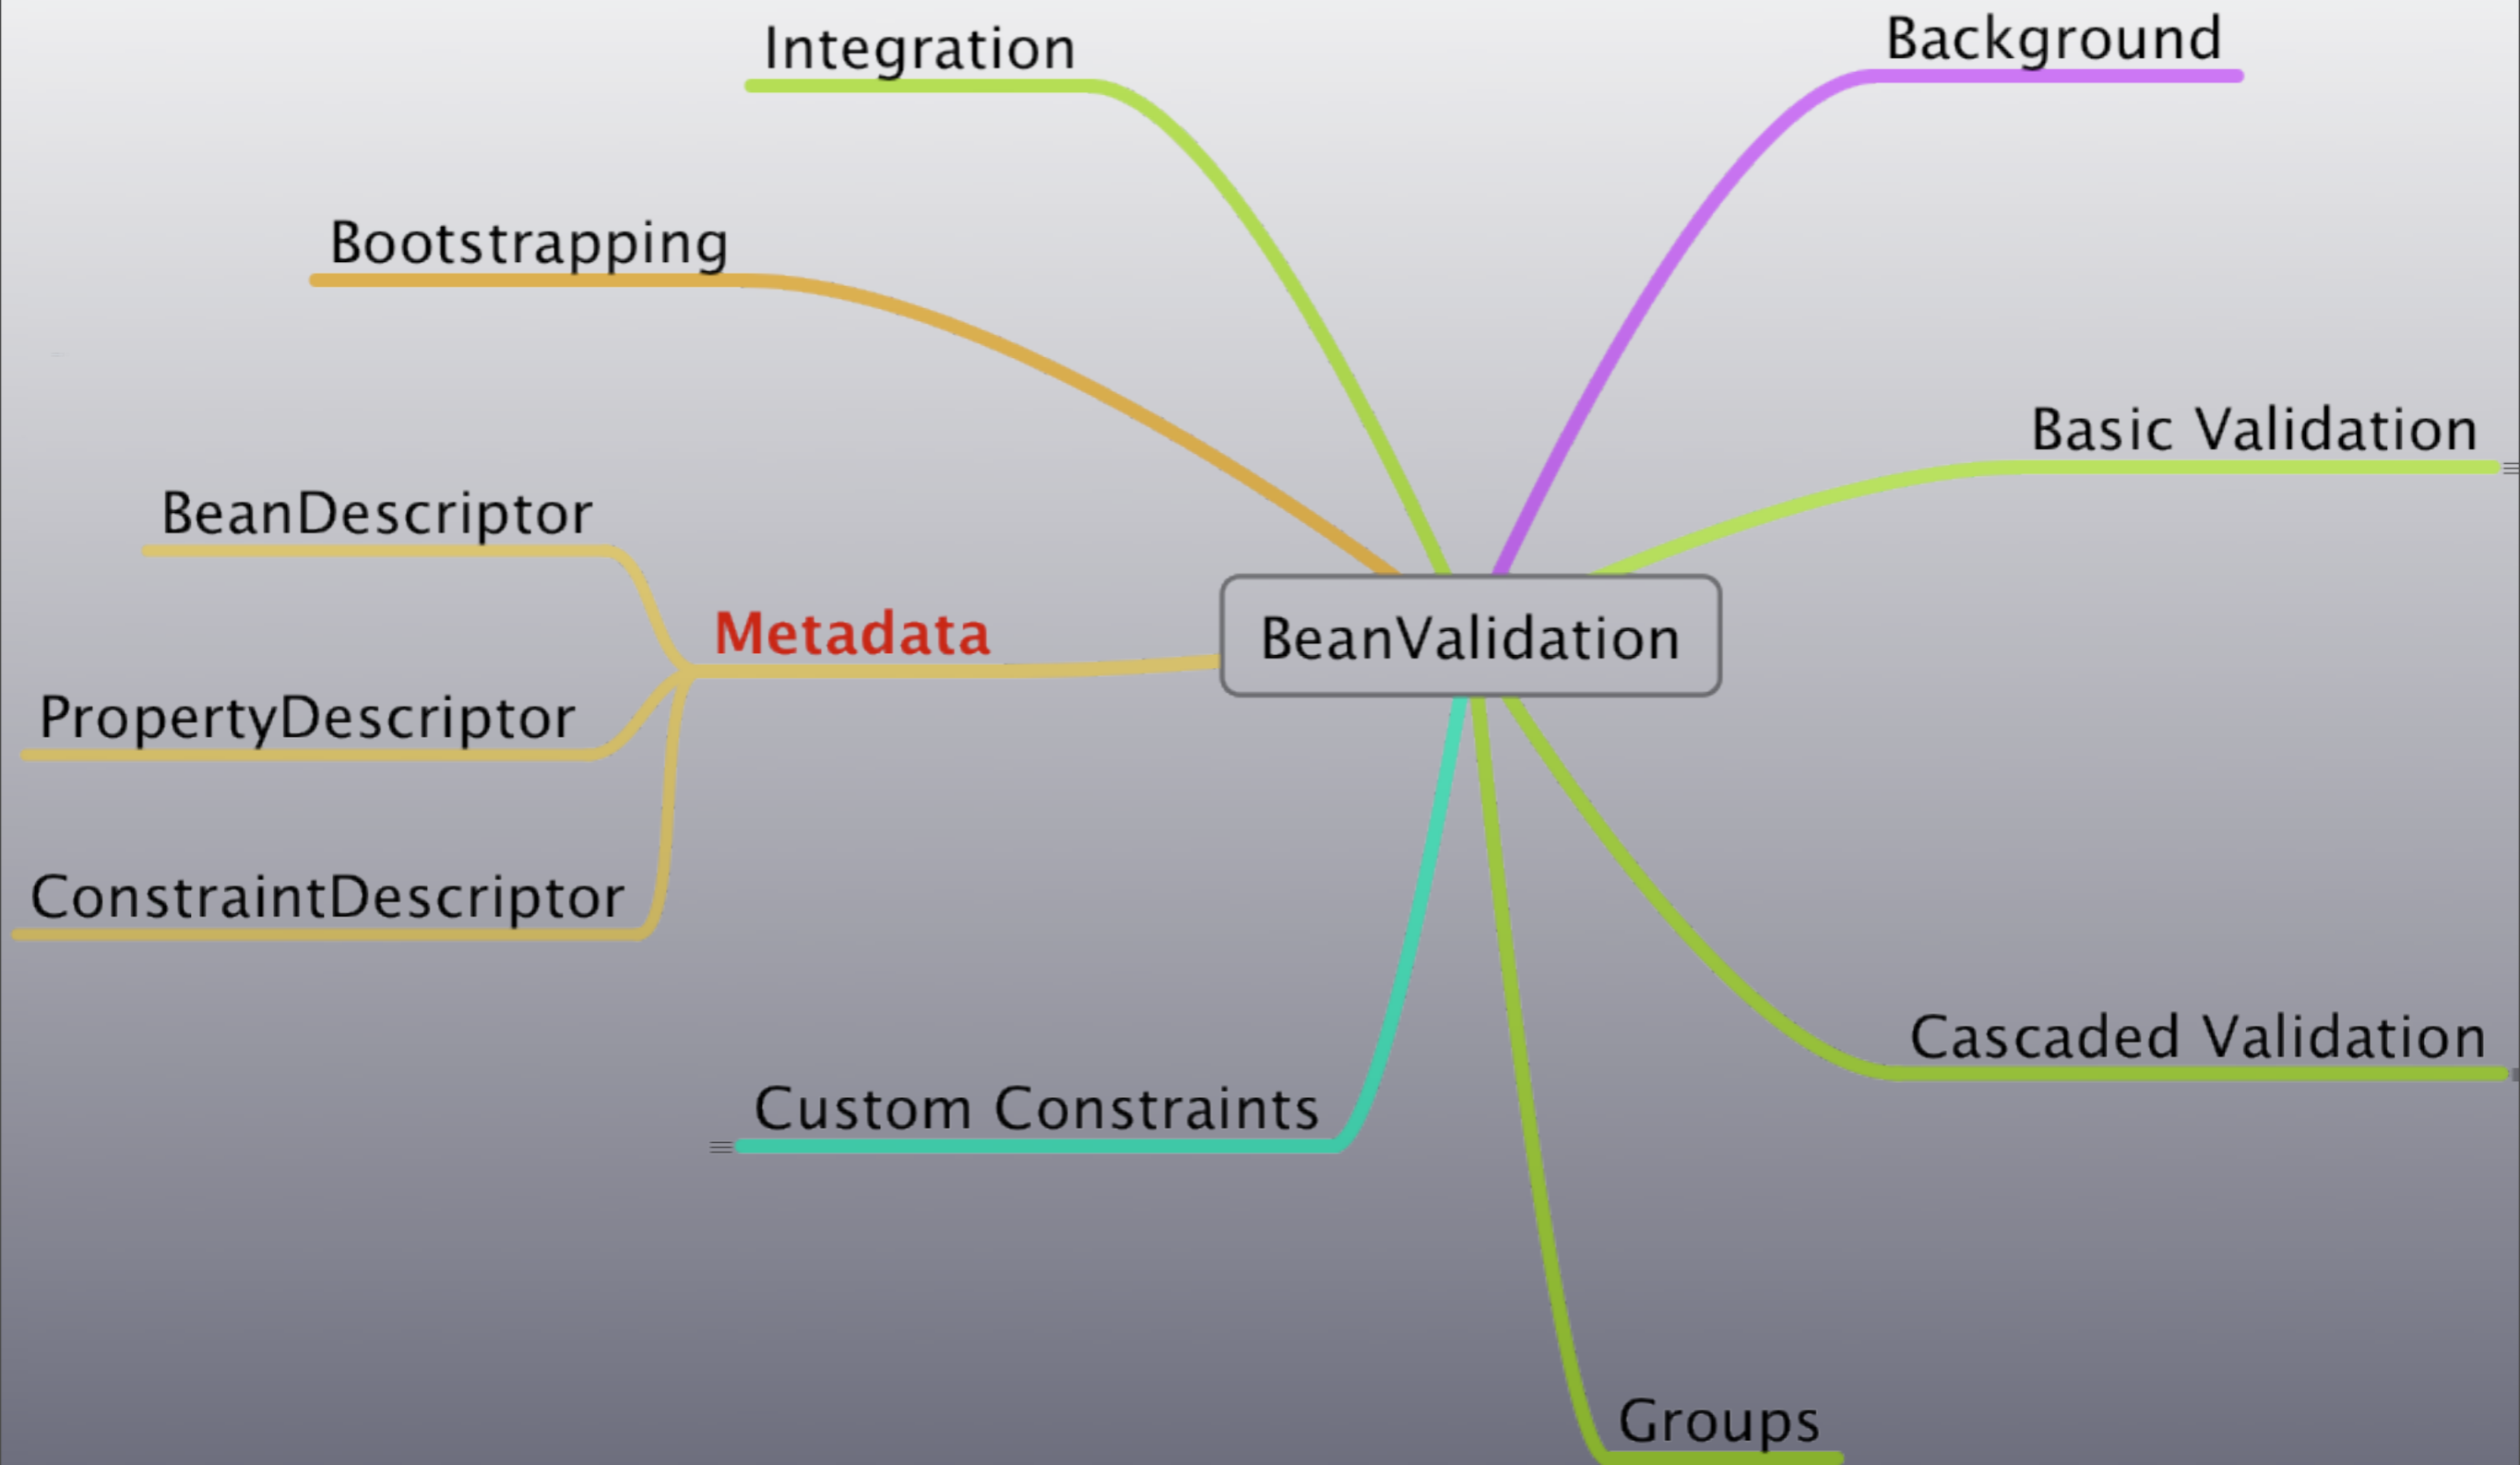 Integration
Background
Bootstrapping
Basic Validation
BeanDescriptor
Metadata
BeanValidation
PropertyDescriptor
ConstraintDescriptor
Cascaded Validation
Custom Constraints
Groups